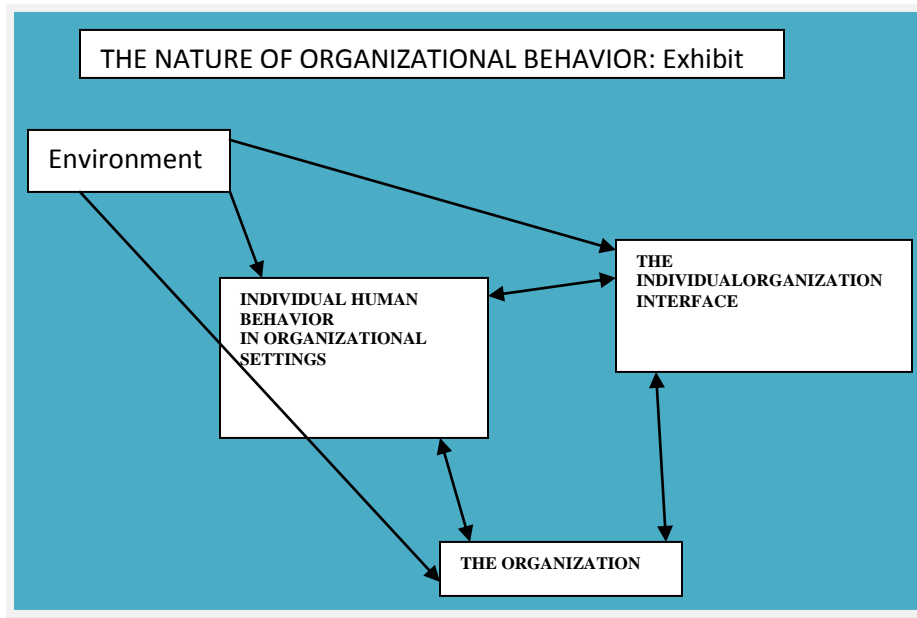 THE NATURE OF ORGANIZATIONAL BEHAVIOR: Exhibit
Environment
INDIVIDUAL HUMAN
BEHAVIOR
IN ORGANIZATIONAL
SETTINGS
THE
INDIVIDUALORGANIZATION
INTERFACE
THE ORGANIZATION